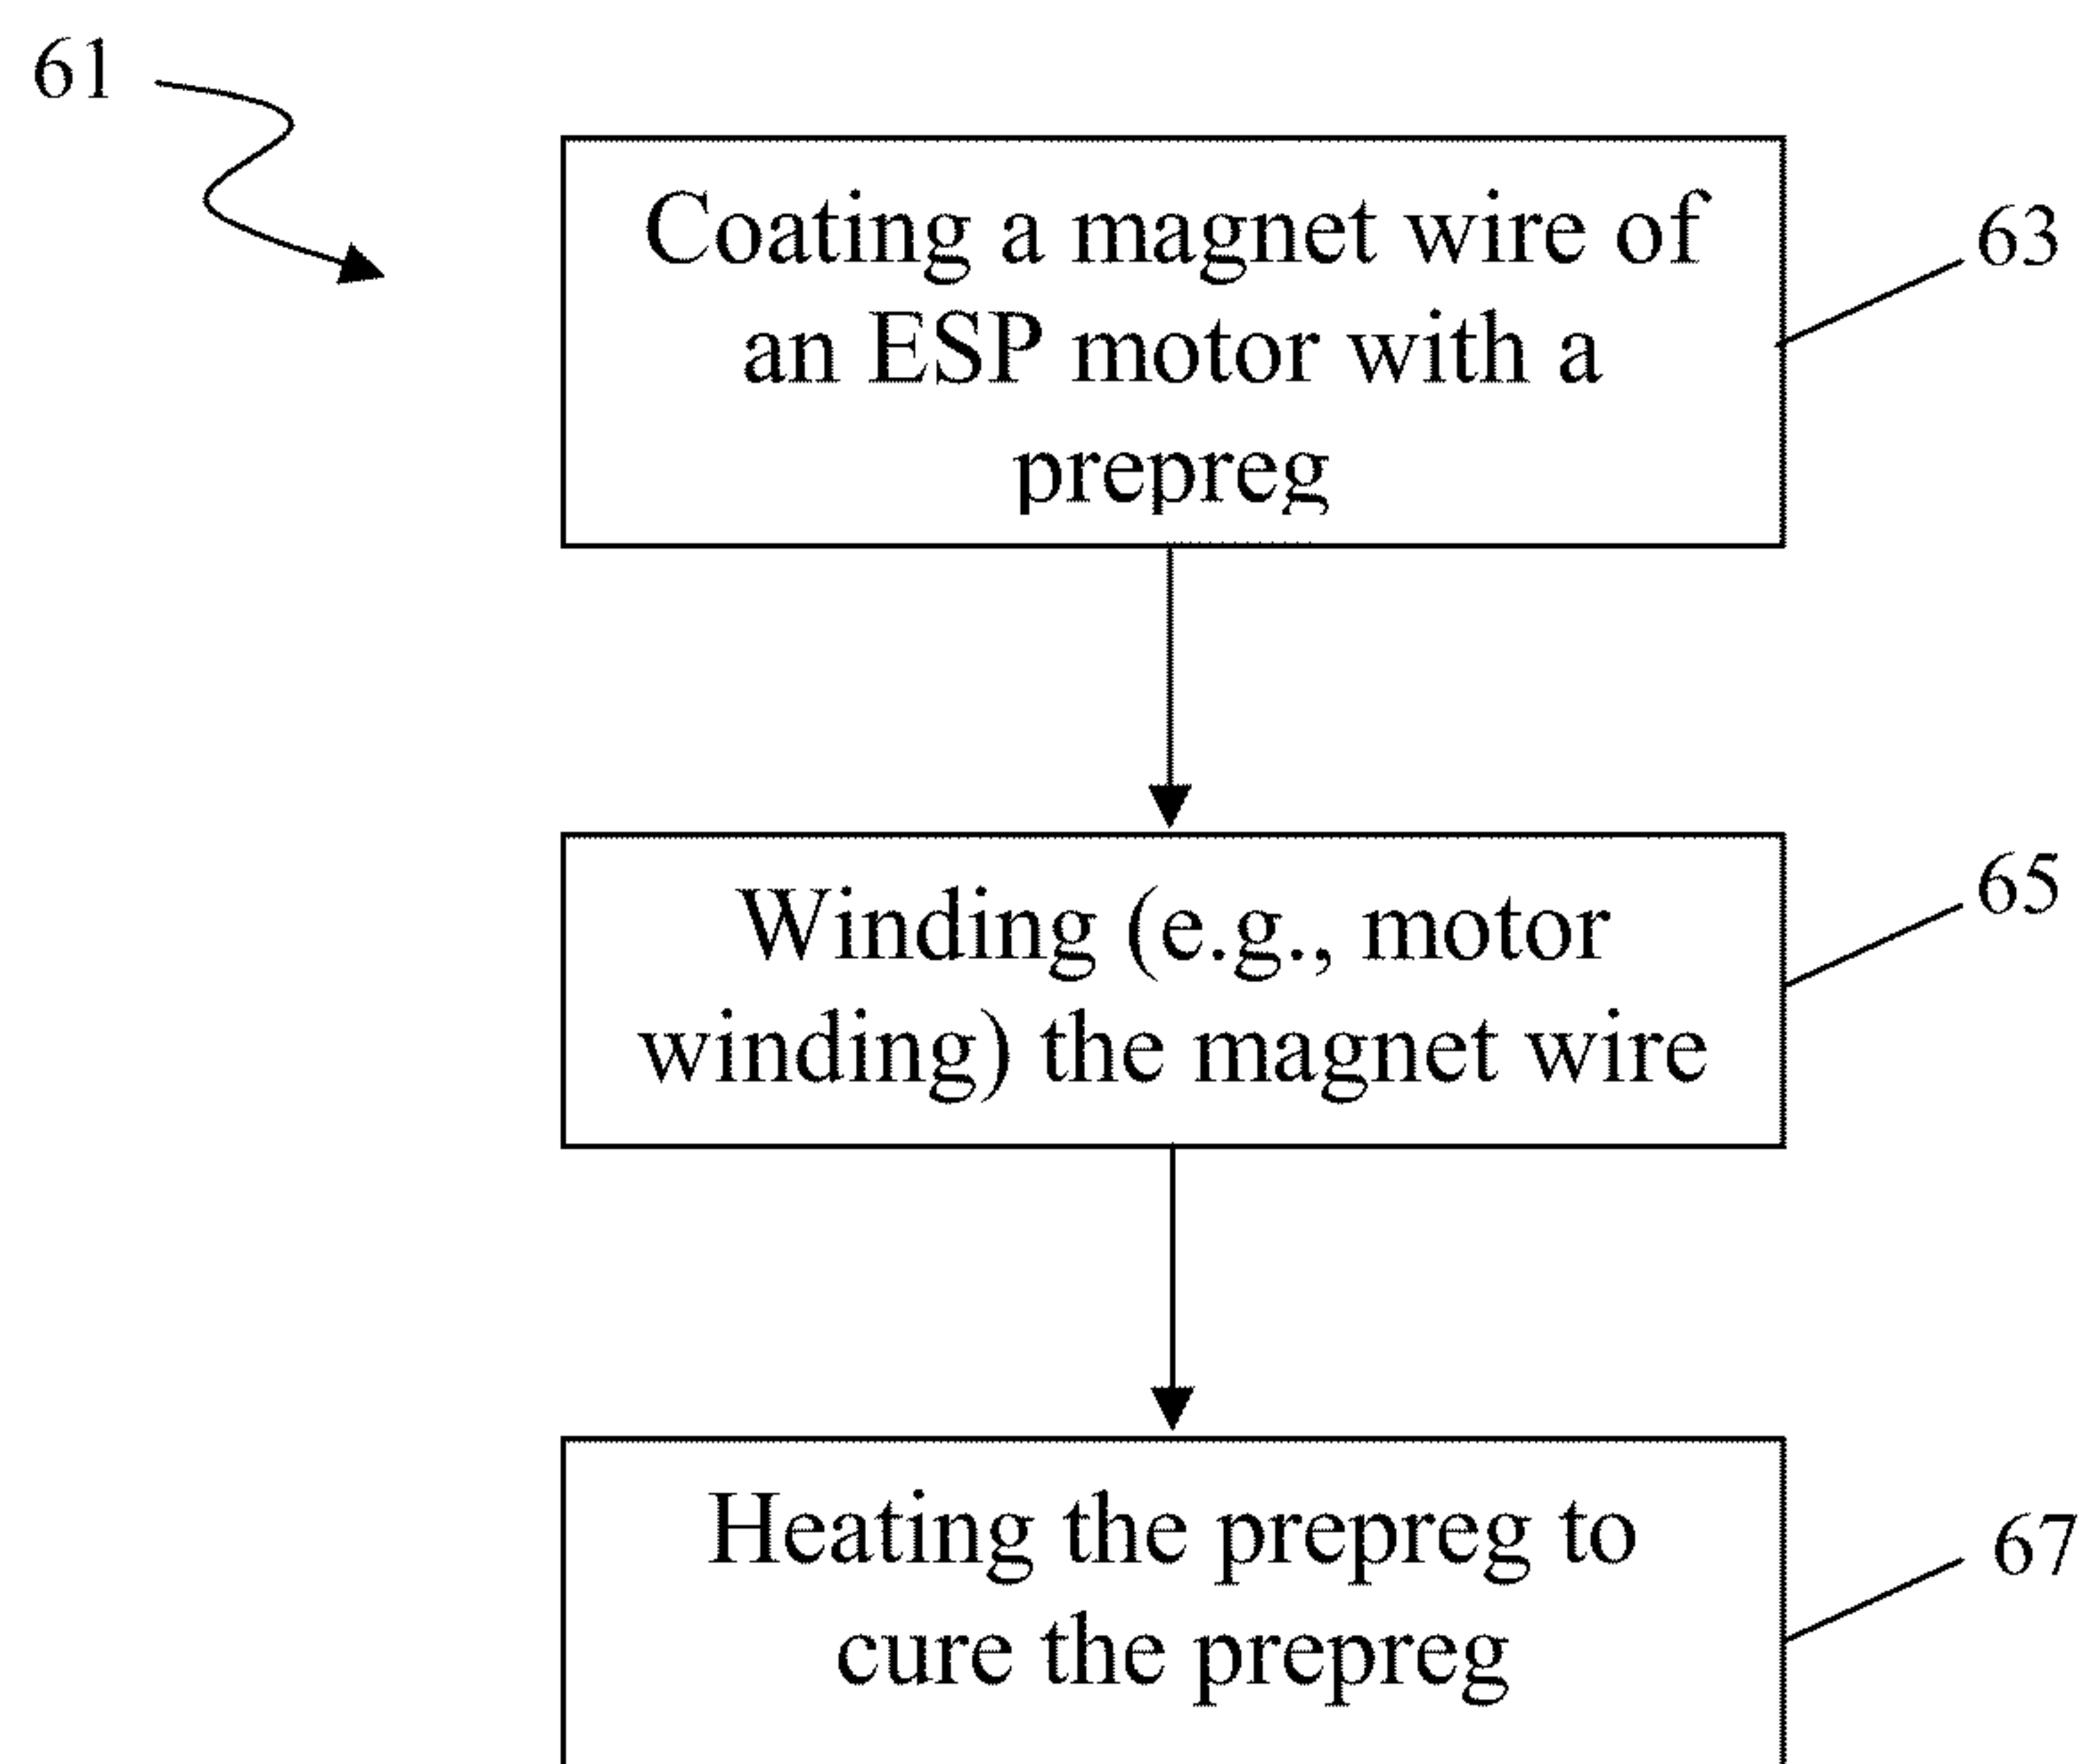 61
Coating a magnet wire of
an ESP motor with a
prepreg
63
Winding (e.g., motor
winding) the magnet wire
65
Heating the prepreg to
cure the prepreg
67